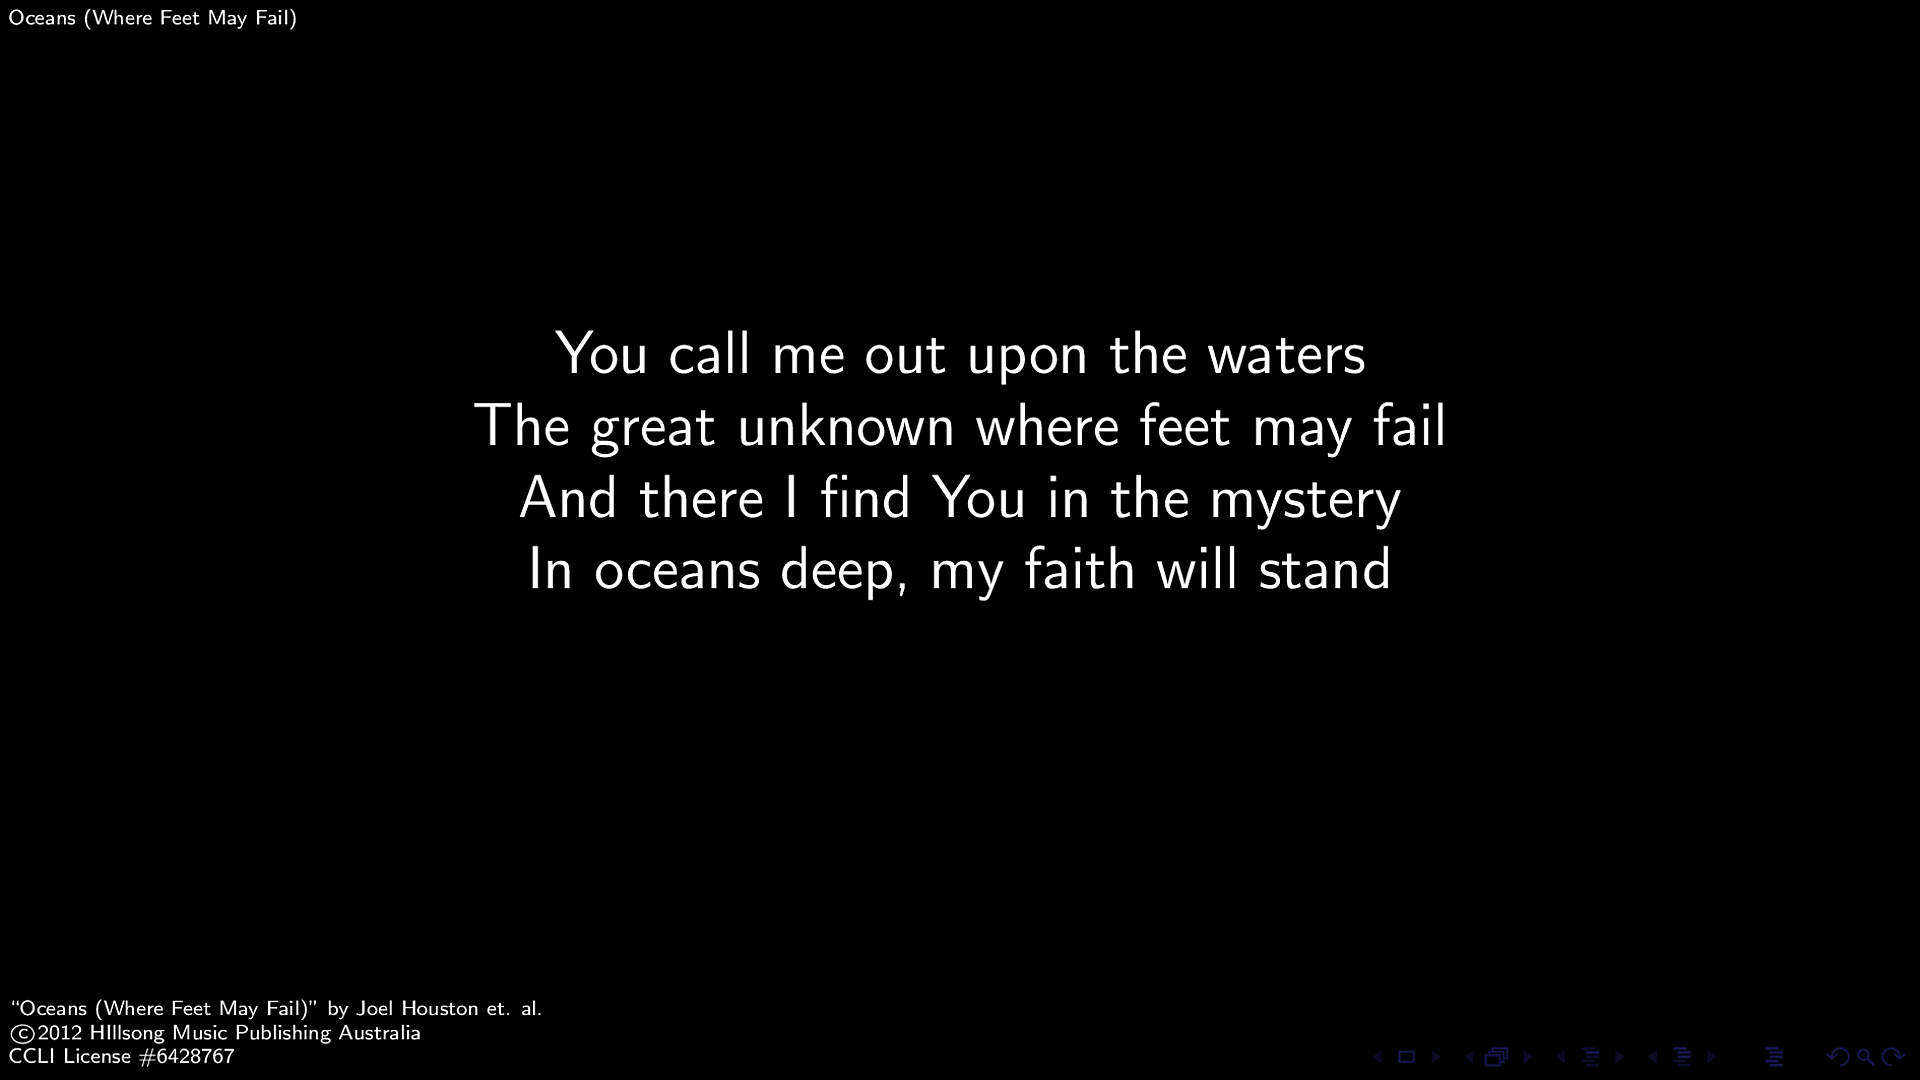 Oceans (Where Feet May Fail)
You call me out upon the waters
The great unknown where feet may fail
And there I find You in the mystery
In oceans deep, my faith will stand
“Oceans (Where Feet May Fail)” by Joel Houston et. al.
©2012 HIllsong Music Publishing Australia
CCLI License #6428767